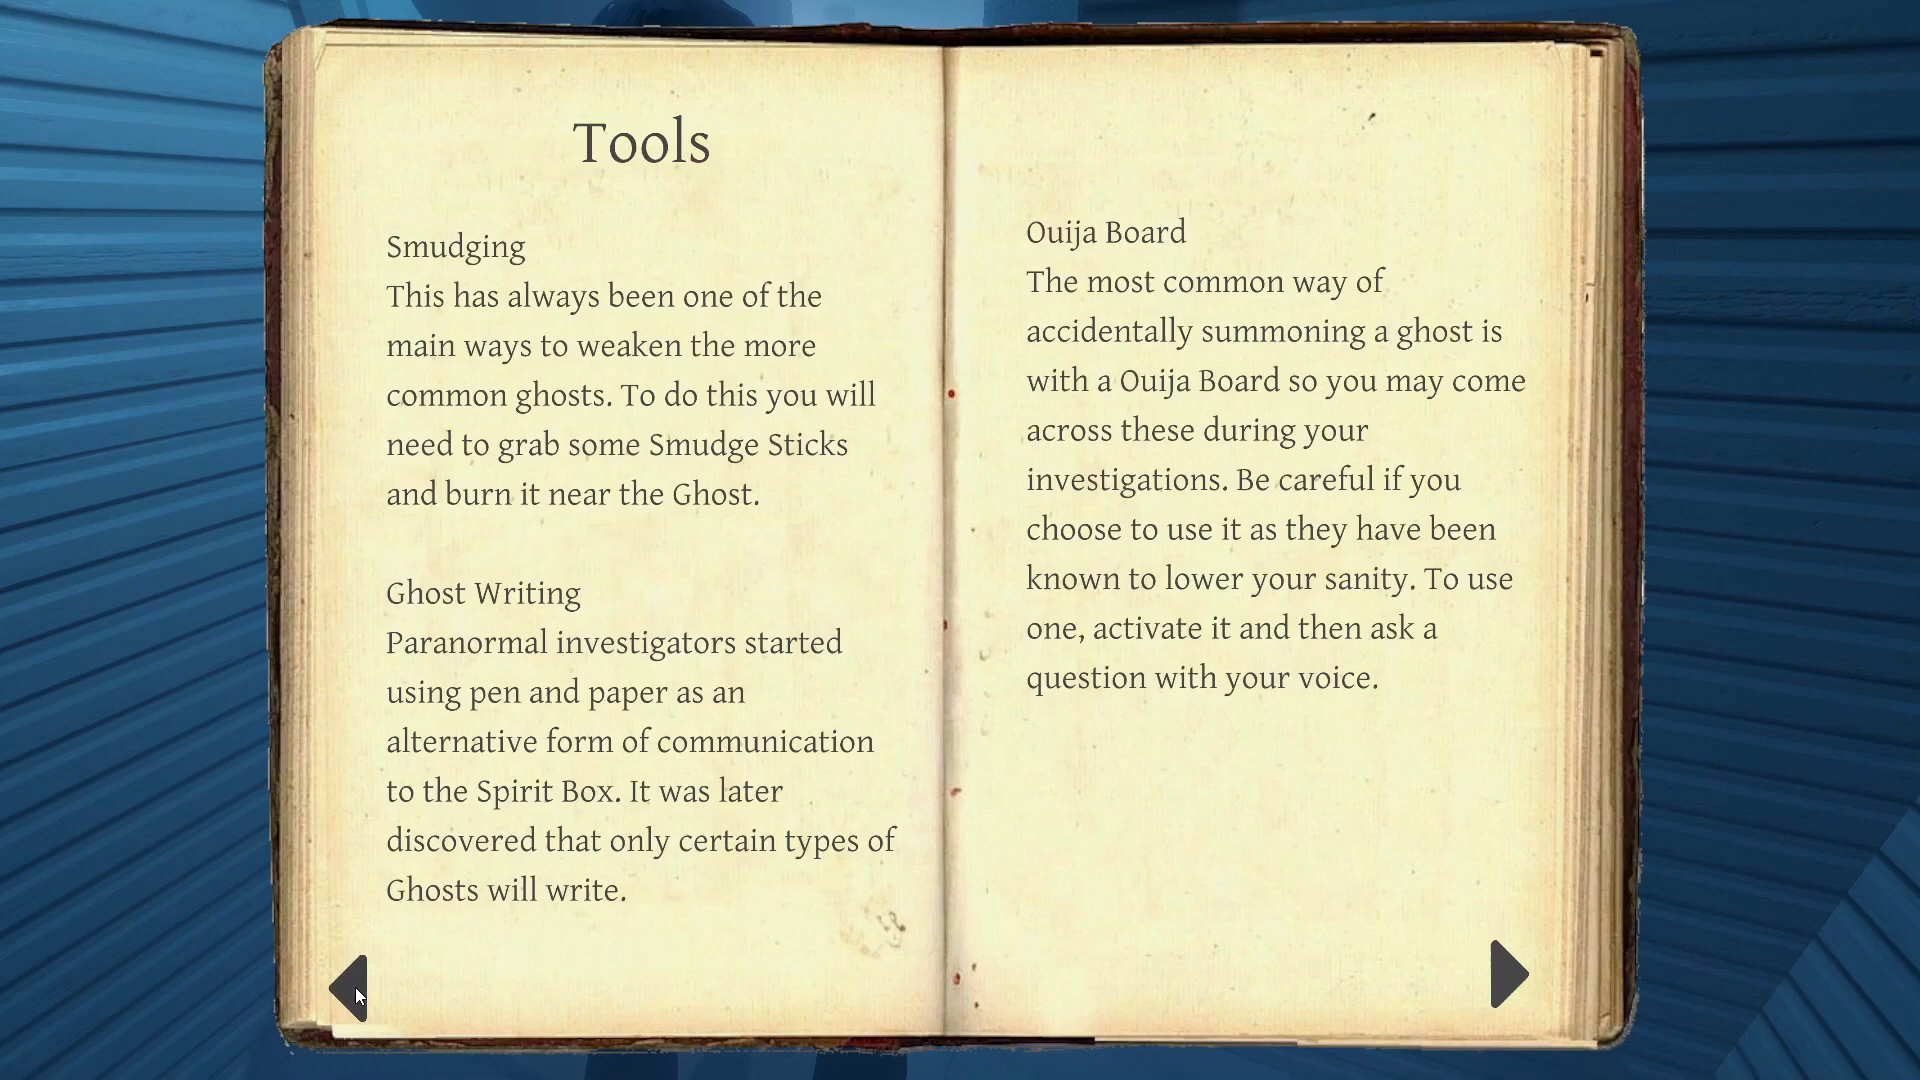 Tools
Smudging
This has always been one of the
main ways to weaken the more
common ghosts. To do this you will
need to grab some Smudge Sticks
and burn it near the Ghost.
Ghost Writing
Paranormal investigators started
using pen and paper as an
alternative form of communication
to the Spirit Box. It was later
discovered that only certain types of
Ghosts will write.
Ouija Board
The most common way of
accidentally summoning a ghost is
with a Ouija Board so you may come
across these during your
investigations. Be careful if you
choose to use it as they have been
known to lower your sanity. To use
one, activate it and then ask a
question with your voice.